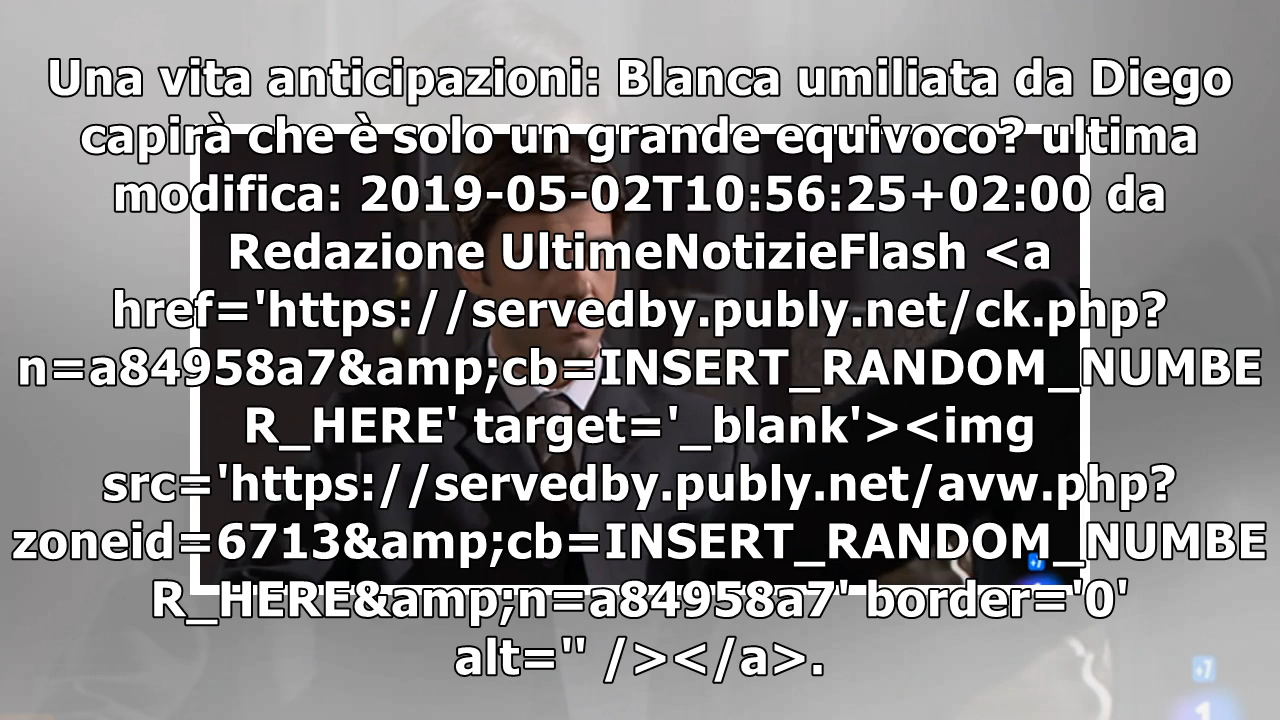 Una vita anticipazioni: Blanca umiliata da Diego
capirà che è solo un grande equivoco? ultima
modifica: 2019-05-02T10:56:25+02:00 da
Redazione UltimeNotizieFlash <a
href='https://servedby.publy.net/ck.php?
n=a84958a7&amp;cb=INSERT_RANDOM_NUMBE
R_HERE' target='_blank'><img
src='https://servedby.publy.net/avw.php?
zoneid=6713&amp;cb=INSERT_RANDOM_NUMBE
R_HERE&amp;n=a84958a7' border='0'
alt='' /></a>.
+7
+7
1